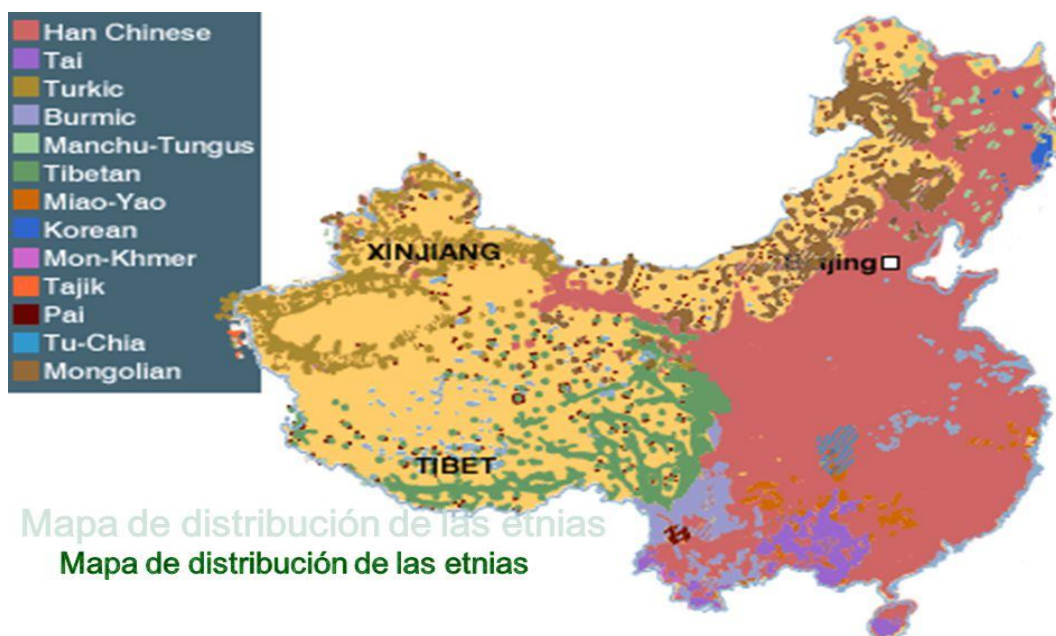 Han Chinese
Tai
Turkic
Burmic
Manchu-Tungus
Tibetan
Miao-Yao
Korean
Mon-Khmer
Tajik
Pai
Tu-Chia
Mongolian
XINJIANG
TIBET
Mapa de distribución de las etnias
Mapa de distribución de las etnias